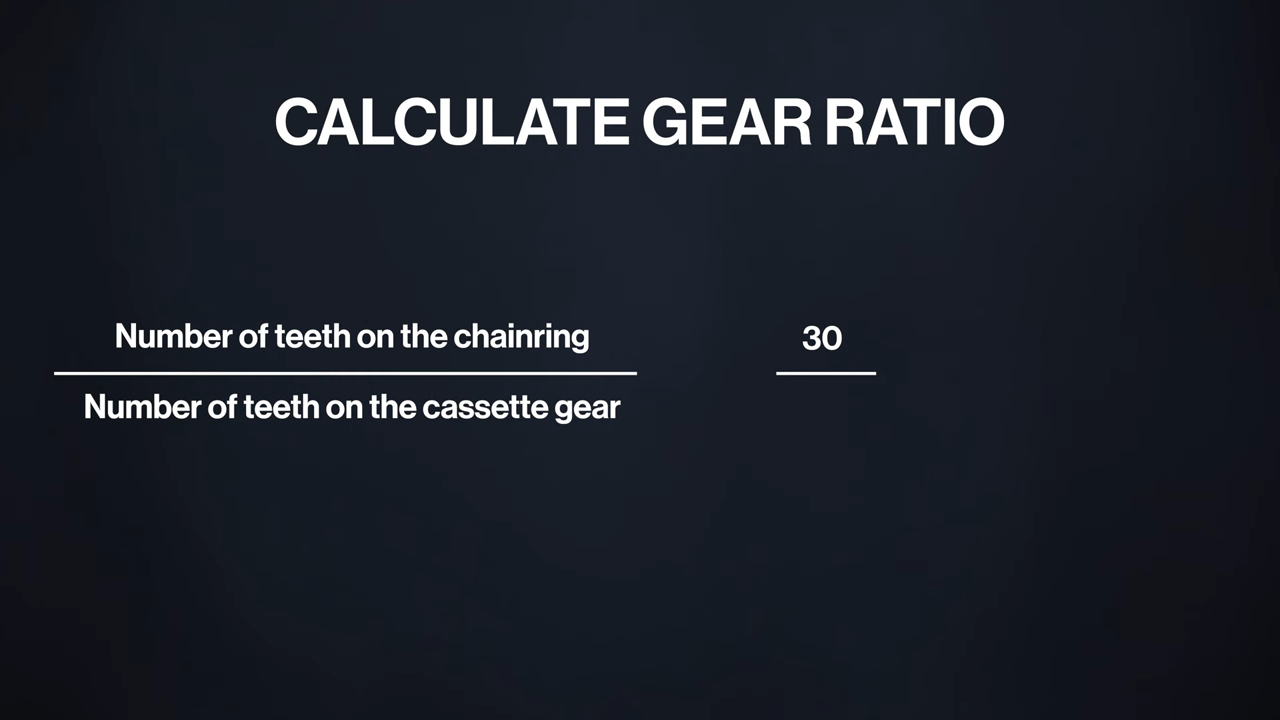 CALCULATE GEAR RATIO
Number of teeth on the chainring
30
Number of teeth on the cassette gear